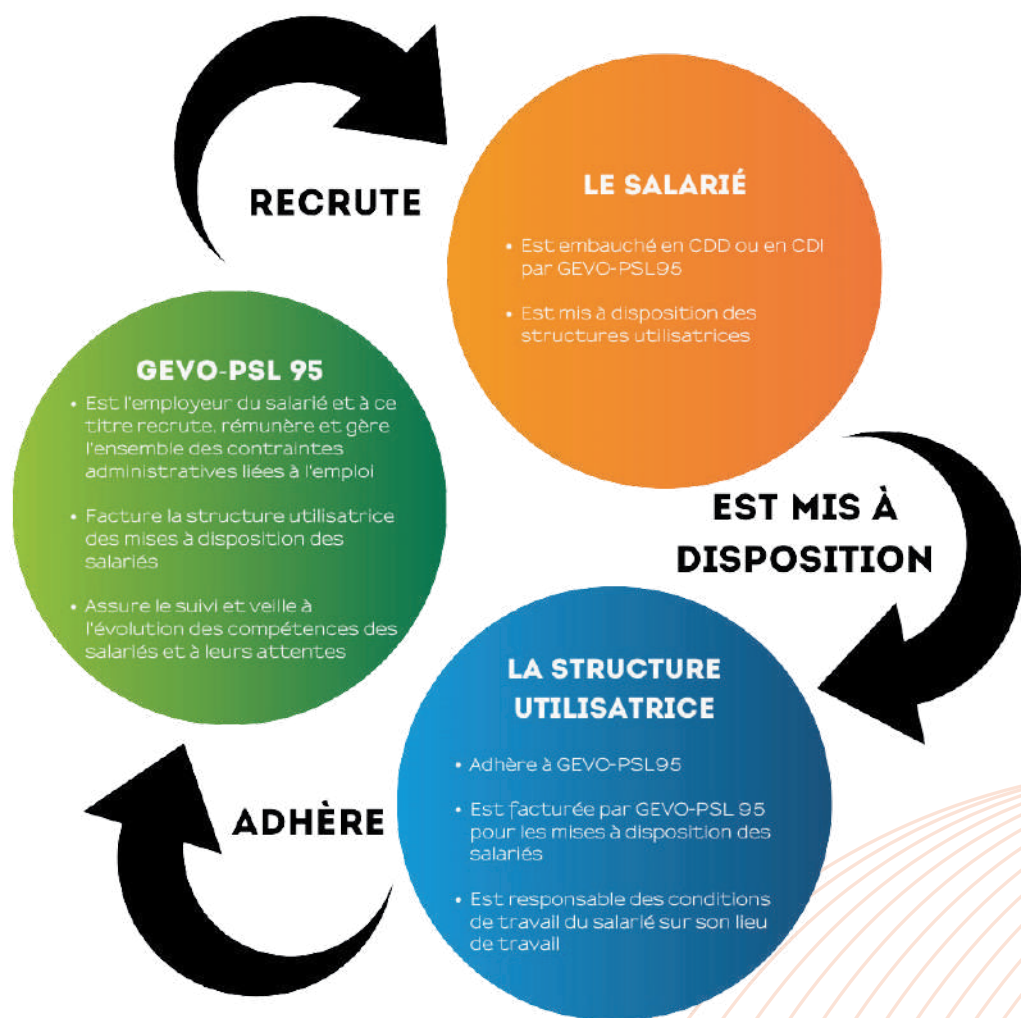 RECRUTE
LE SALARIÉ
• Est embauché en CDD ou en CDI
par GEVO-PSL95
• Est mis à disposition des
structures utilisatrices
GEVO-PSL 95
• Est l'employeur du salarié et à ce
titre recrute, rémunère et gère
l'ensemble des contraintes
administratives liées à l'emploi
• Facture la structure utilisatrice
des mises à disposition des
salariés
• Assure le suivi et veille à
l'évolution des compétences des
salariés et à leurs attentes
EST MIS À
DISPOSITION
LA STRUCTURE
UTILISATRICE
• Adhère à GEVO-PSL95
• Est facturée par GEVO-PSL 95
pour les mises à disposition des
salariés
• Est responsable des conditions
de travail du salarié sur son lieu
de travail
ADHÈRE